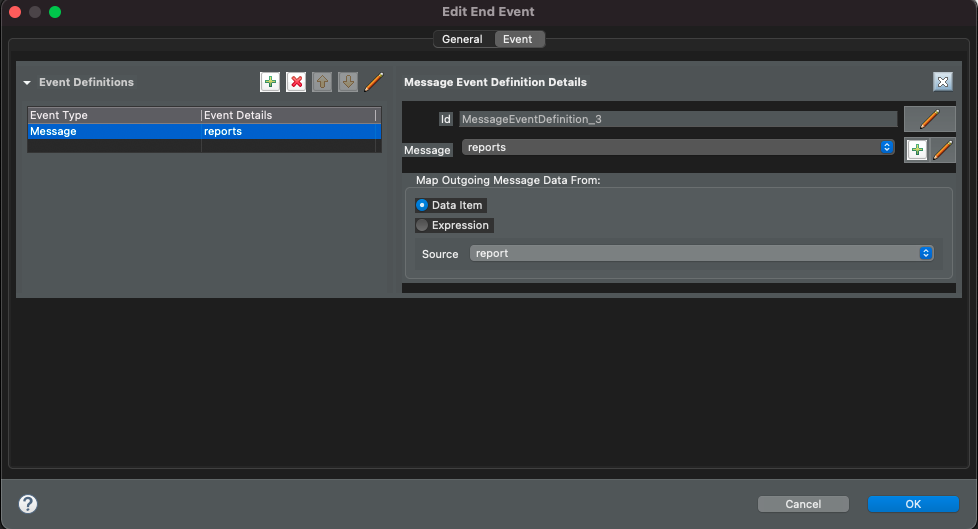 Edit End Event
General Event
Event Definitions
Event Type Event Details
Message reports
Message Event Definition Details
Id MessageEventDefinition_3
Message reports
Map Outgoing Message Data From:
Data Item
Expression
Source report
? Cancel OK